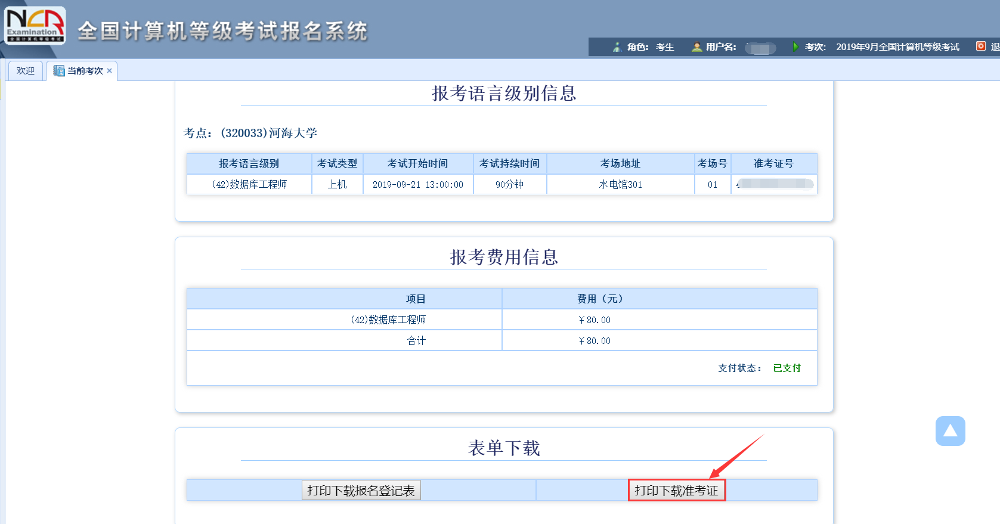 NCR
Examination
全国计算机等级考试
全国计算机等级考试报名系统
角色: 考生 用户名: 考次: 2019年9月全国计算机等级考试 退
欢迎 当前考次 ×
报考语言级别信息
考点：(320033)河海大学
报考语言级别 考试类型 考试开始时间 考试持续时间 考场地址 考场号 准考证号
(42)数据库工程师 上机 2019-09-21 13:00:00 90分钟 水电馆301 01
报考费用信息
项目 费用（元）
(42)数据库工程师 ￥80.00
合计 ￥80.00
支付状态： 已支付
表单下载
打印下载报名登记表 打印下载准考证